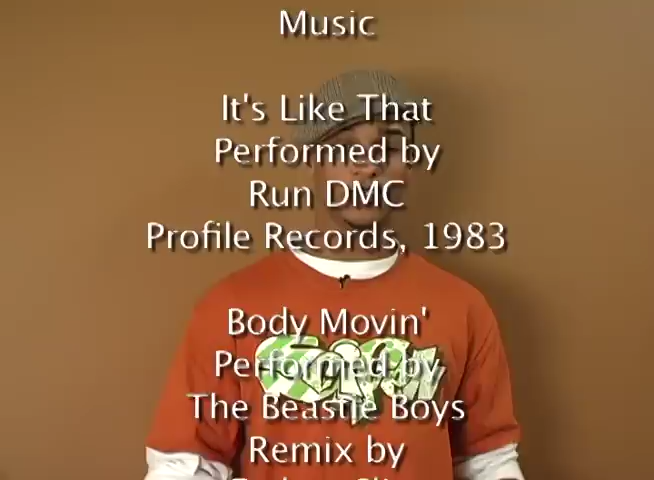 Music
It's Like That
Performed by
Run DMC
Profile Records, 1983
Body Movin'
Performed by
The Beastie Boys
Remix by